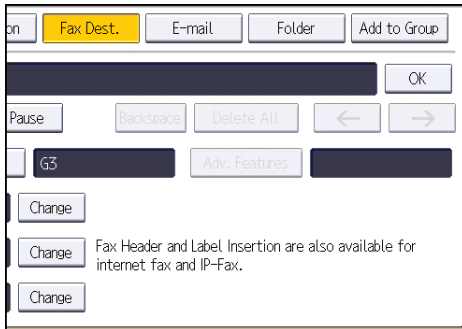 on Fax Dest. E-mail Folder Add to Group
OK
Pause Backspace Delete All ← →
G3 Adv. Features
Change
Change Fax Header and Label Insertion are also available for
internet fax and IP-Fax.
Change